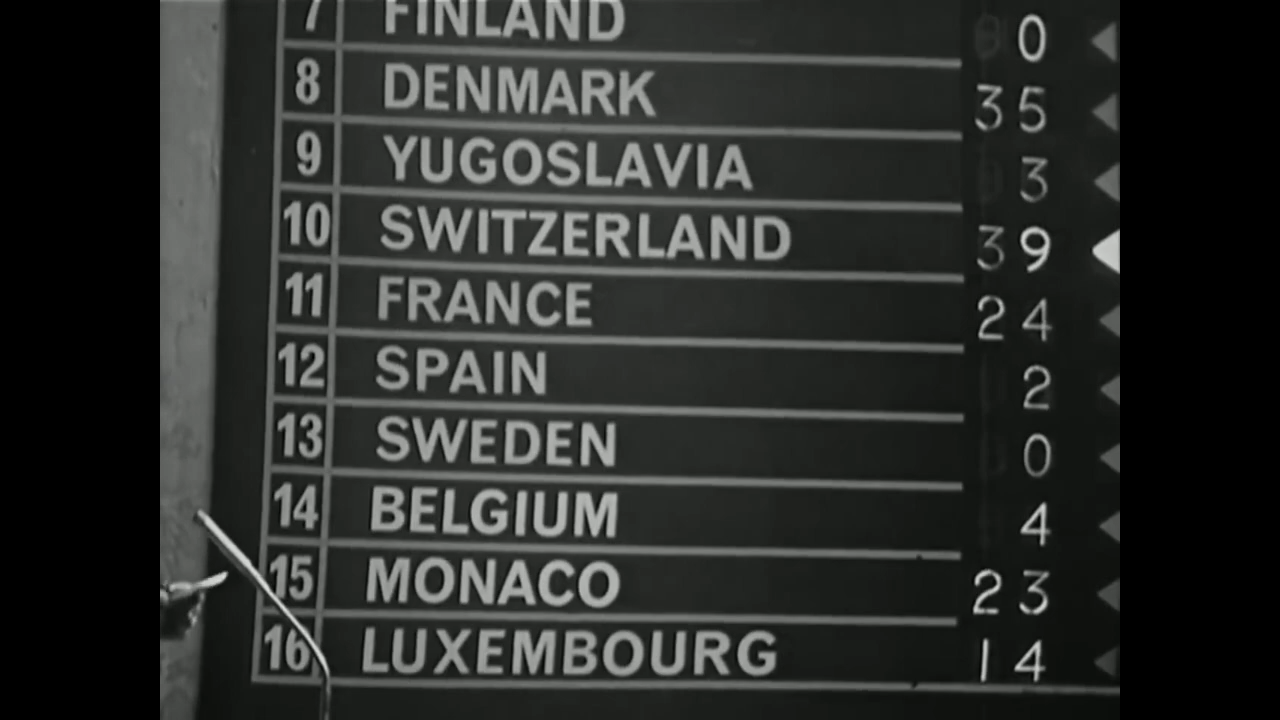 7 FINLAND 0
8 DENMARK 35
9 YUGOSLAVIA 3
10 SWITZERLAND 39
11 FRANCE 24
12 SPAIN 2
13 SWEDEN 0
14 BELGIUM 4
15 MONACO 23
16 LUXEMBOURG 14